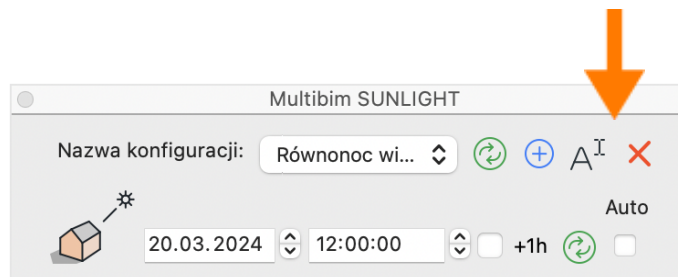 Multibim SUNLIGHT
Nazwa konfiguracji: Równonoc wi...
Auto
20.03.2024 12:00:00 +1h